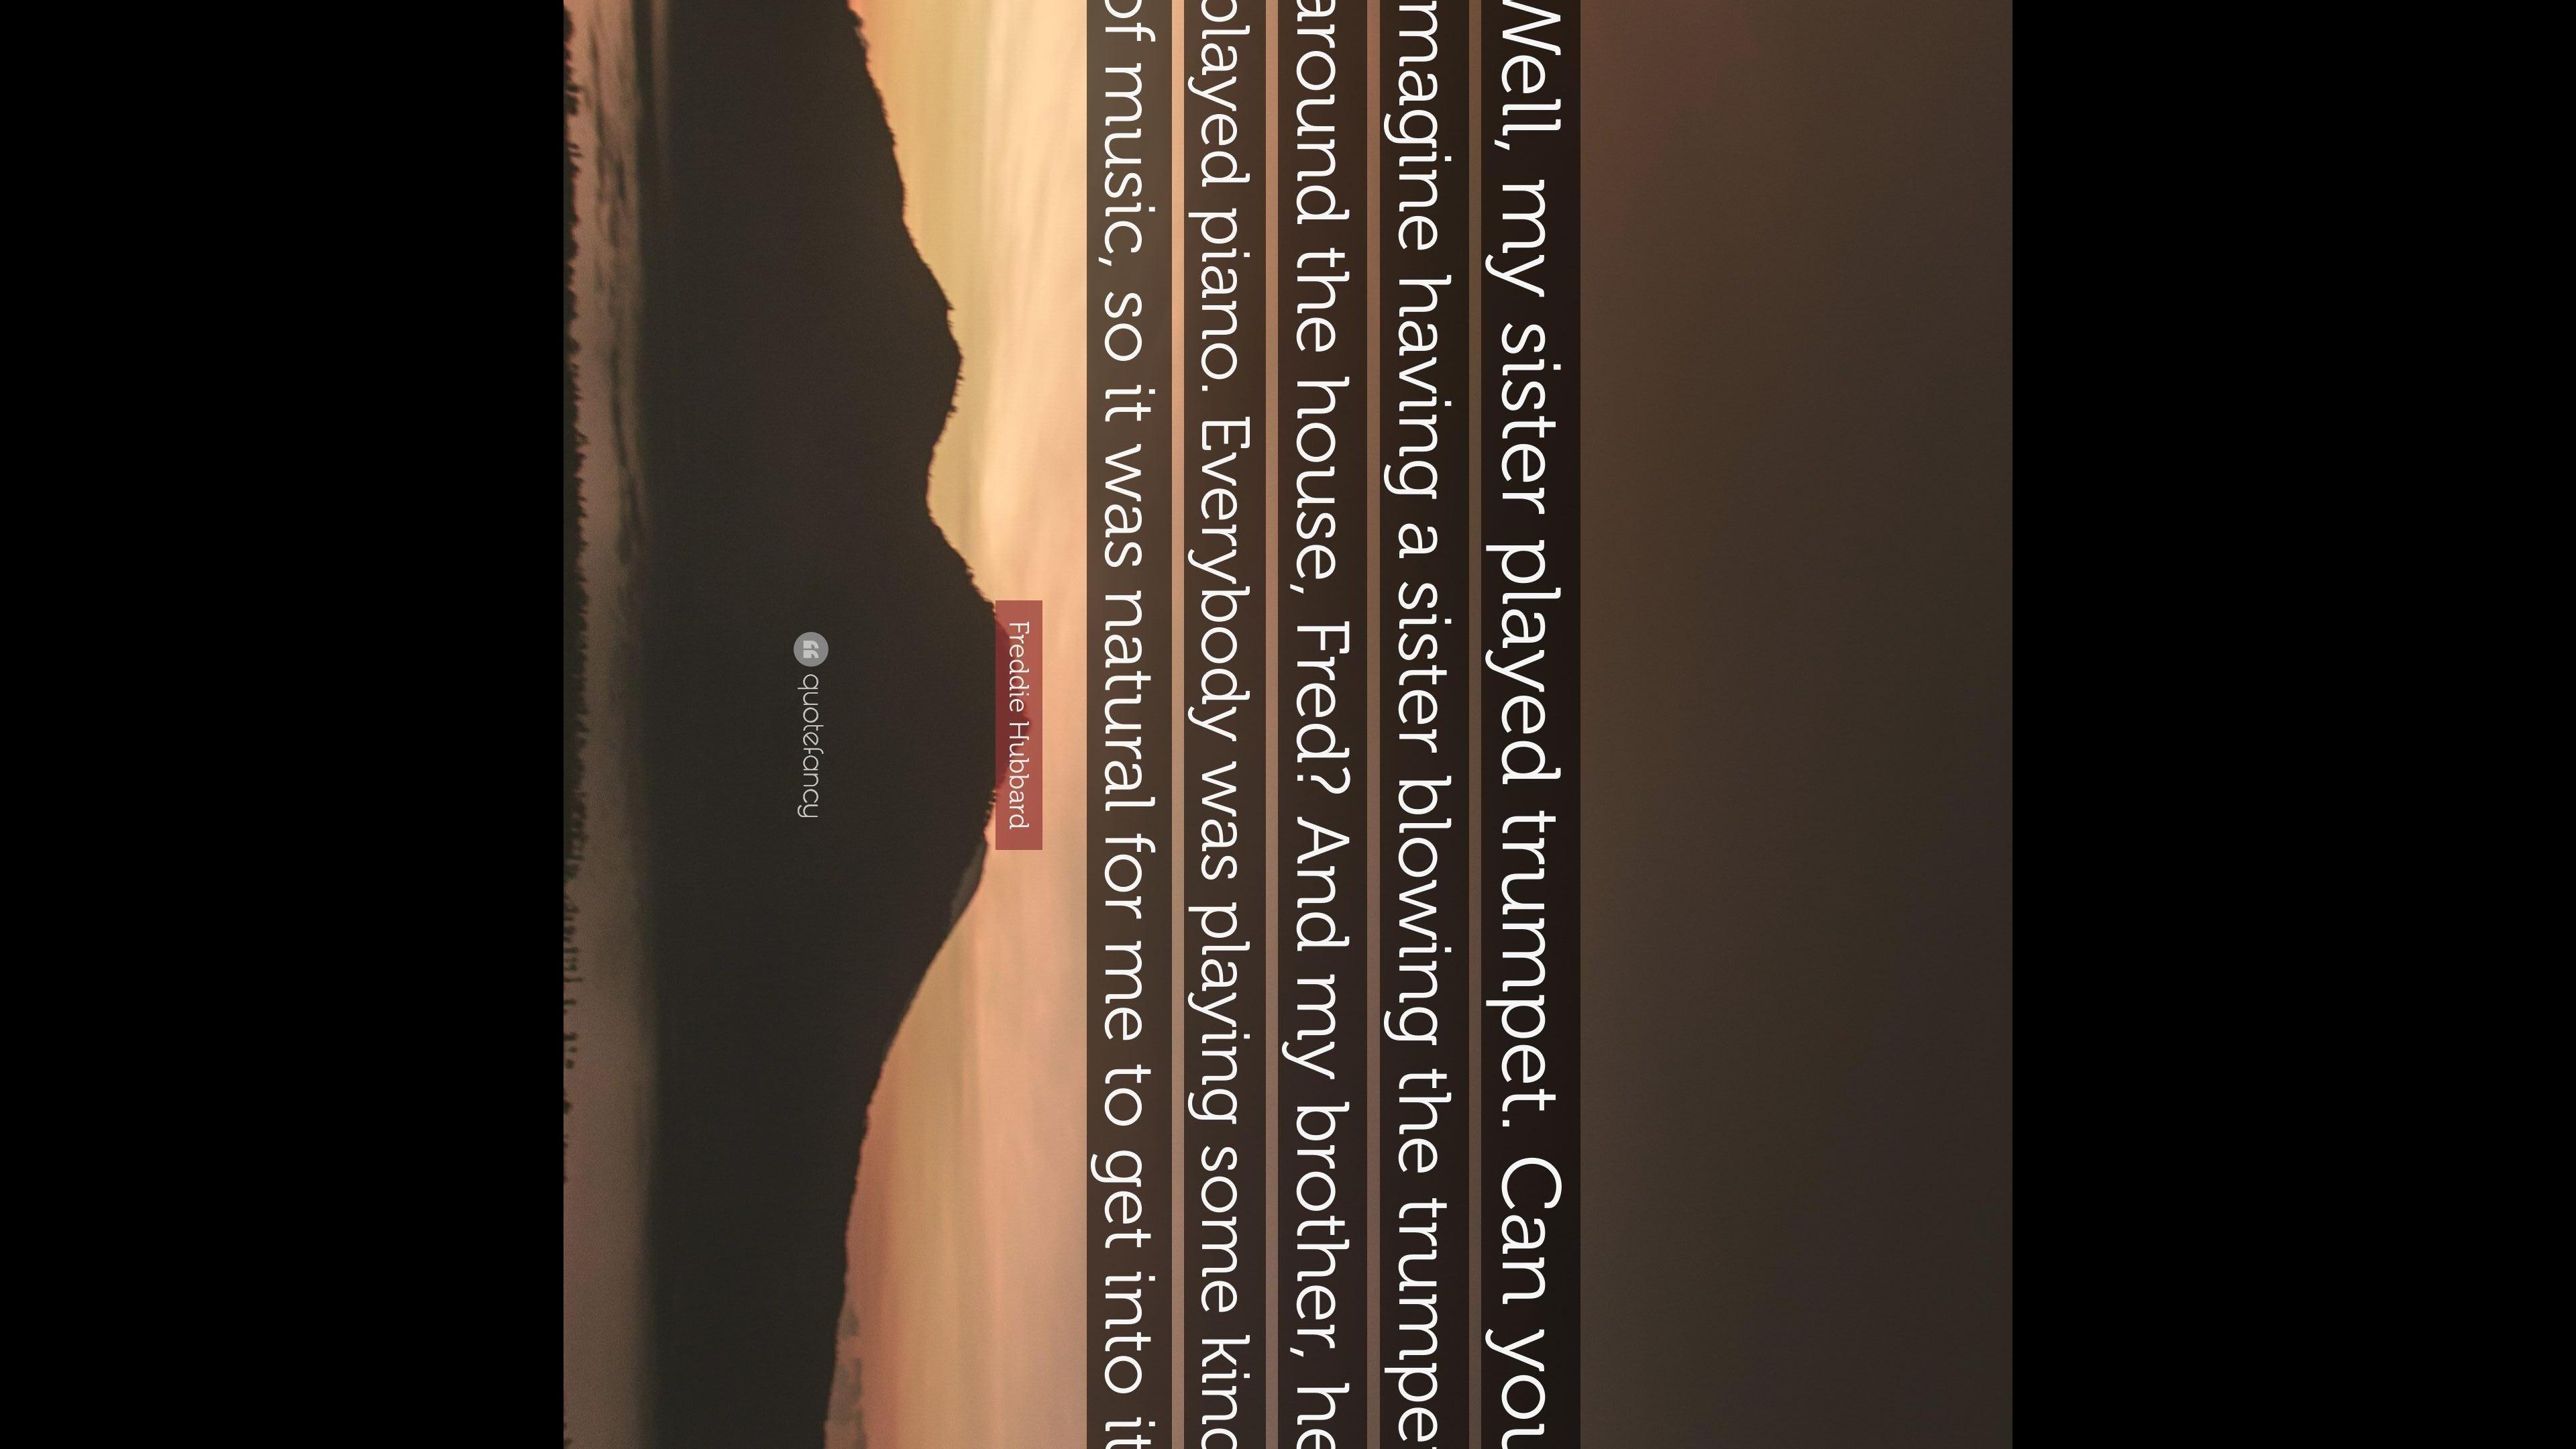 Well, my sister played trumpet. Can you
imagine having a sister blowing the trumpet
around the house, Fred? And my brother, he
played piano. Everybody was playing some kind
of music, so it was natural for me to get into it
Freddie Hubbard
quotefancy